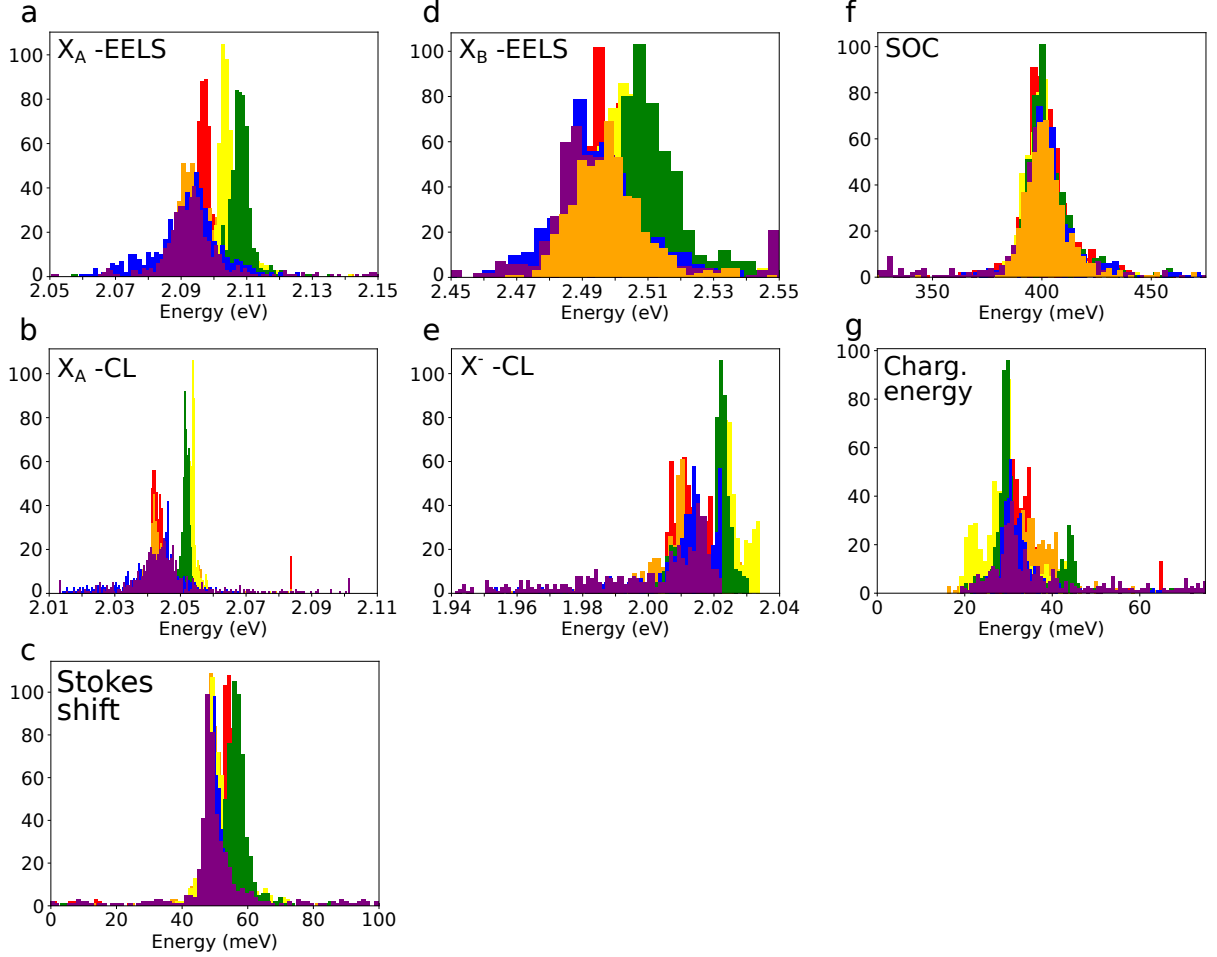 a
X_A -EELS
100
80
60
40
20
0
2.05 2.07 2.09 2.11 2.13 2.15
Energy (eV)
d
X_B -EELS
100
80
60
40
20
0
2.45 2.47 2.49 2.51 2.53 2.55
Energy (eV)
f
SOC
100
80
60
40
20
0
350 400 450
Energy (meV)
b
X_A -CL
100
80
60
40
20
0
2.01 2.03 2.05 2.07 2.09 2.11
Energy (eV)
e
X⁻ -CL
100
80
60
40
20
0
1.94 1.96 1.98 2.00 2.02 2.04
Energy (eV)
g
Charg.
energy
100
80
60
40
20
0
0 20 40 60
Energy (meV)
c
Stokes
shift
100
80
60
40
20
0
0 20 40 60 80 100
Energy (meV)